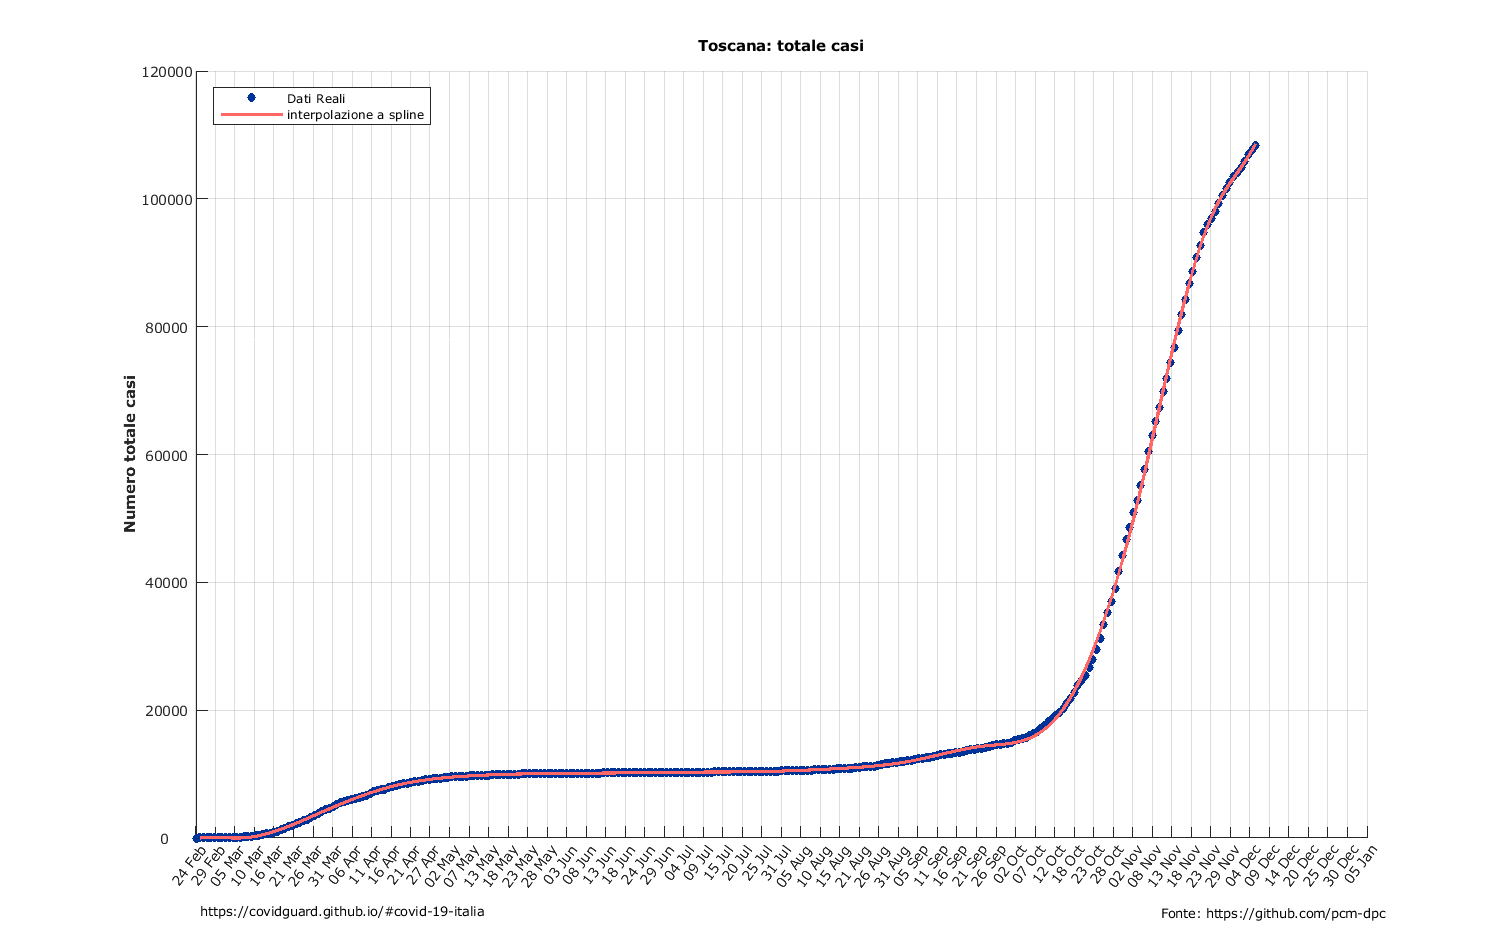 Toscana: totale casi
120000
100000
80000
60000
40000
20000
0
Numero totale casi
Dati Reali
interpolazione a spline
24 Feb
29 Feb
05 Mar
10 Mar
16 Mar
21 Mar
26 Mar
31 Mar
06 Apr
11 Apr
16 Apr
21 Apr
27 Apr
02 May
07 May
13 May
18 May
23 May
28 May
03 Jun
08 Jun
13 Jun
18 Jun
24 Jun
29 Jun
04 Jul
09 Jul
15 Jul
20 Jul
25 Jul
31 Jul
05 Aug
10 Aug
15 Aug
21 Aug
26 Aug
31 Aug
05 Sep
11 Sep
16 Sep
21 Sep
26 Sep
02 Oct
07 Oct
12 Oct
18 Oct
23 Oct
28 Oct
02 Nov
08 Nov
13 Nov
18 Nov
23 Nov
29 Nov
04 Dec
09 Dec
14 Dec
20 Dec
25 Dec
30 Dec
05 Jan
https://covidguard.github.io/#covid-19-italia
Fonte: https://github.com/pcm-dpc